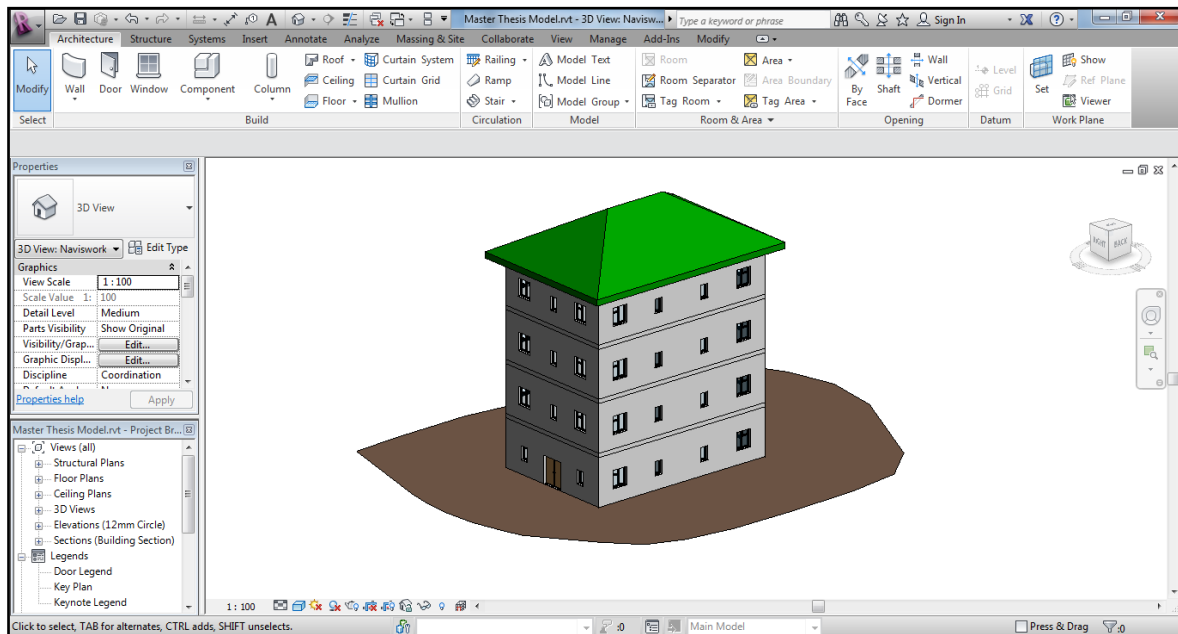 Master Thesis Model.rvt - 3D View: Navisw... Type a keyword or phrase Sign In
Architecture Structure Systems Insert Annotate Analyze Massing & Site Collaborate View Manage Add-Ins Modify
Roof Curtain System Railing Model Text Room Area Wall Level Show
Ceiling Curtain Grid Ramp Model Line Room Separator Area Boundary Vertical Grid Ref Plane
Modify Wall Door Window Component Column Floor Mullion Stair Model Group Tag Room Tag Area By Face Shaft Dormer Set Viewer
Select Build Circulation Model Room & Area Opening Datum Work Plane
Properties
3D View
3D View: Naviswork Edit Type
Graphics
View Scale 1 : 100
Scale Value 1: 100
Detail Level Medium
Parts Visibility Show Original
Visibility/Grap... Edit...
Graphic Displ... Edit...
Discipline Coordination
Properties help Apply
Master Thesis Model.rvt - Project Br...
Views (all)
Structural Plans
Floor Plans
Ceiling Plans
3D Views
Elevations (12mm Circle)
Sections (Building Section)
Legends
Door Legend
Key Plan
Keynote Legend
RIGHT BACK
1 : 100
Click to select, TAB for alternates, CTRL adds, SHIFT unselects. :0 Main Model Press & Drag :0